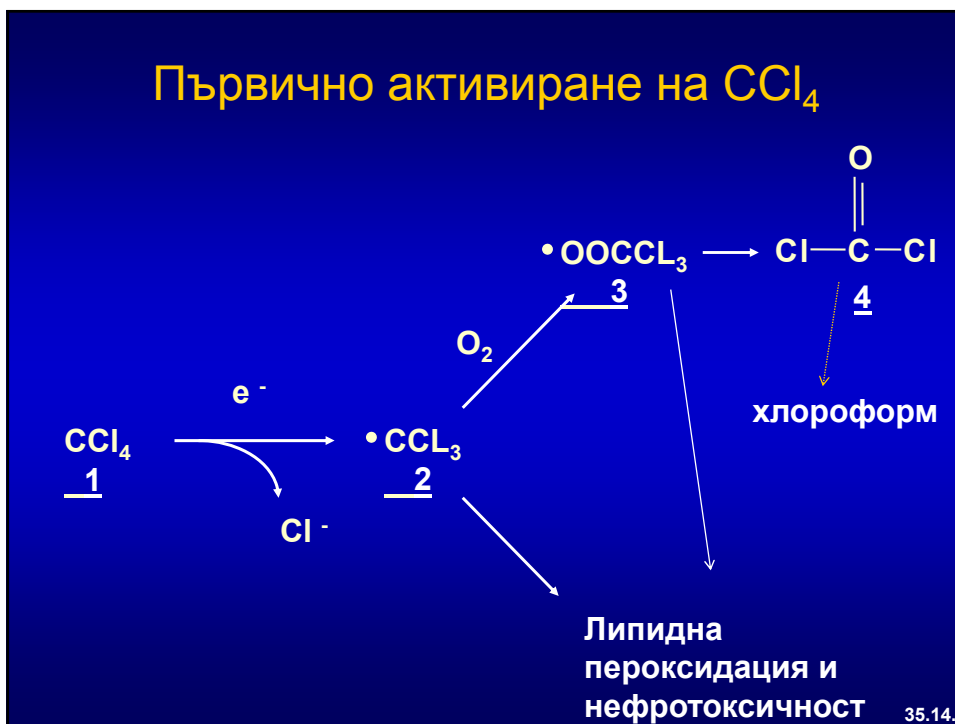 Първично активиране на CCl₄
O
•OOCCL₃
Cl—C—Cl
3
4
O₂
e ⁻
хлороформ
CCl₄
•CCL₃
1
2
Cl ⁻
Липидна
пероксидация и
нефротоксичност
35.14.